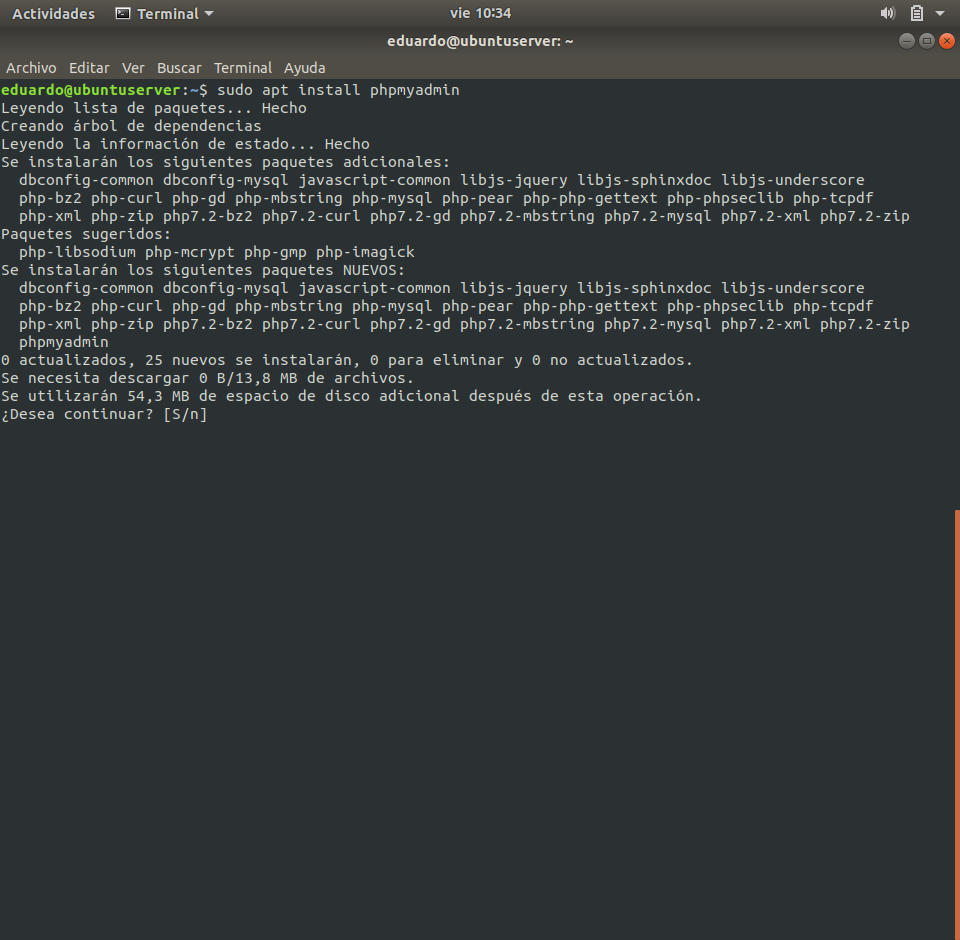 Actividades Terminal vie 10:34
eduardo@ubuntuserver: ~
Archivo Editar Ver Buscar Terminal Ayuda
eduardo@ubuntuserver:~$ sudo apt install phpmyadmin
Leyendo lista de paquetes... Hecho
Creando árbol de dependencias
Leyendo la información de estado... Hecho
Se instalarán los siguientes paquetes adicionales:
  dbconfig-common dbconfig-mysql javascript-common libjs-jquery libjs-sphinxdoc libjs-underscore
  php-bz2 php-curl php-gd php-mbstring php-mysql php-pear php-php-gettext php-phpseclib php-tcpdf
  php-xml php-zip php7.2-bz2 php7.2-curl php7.2-gd php7.2-mbstring php7.2-mysql php7.2-xml php7.2-zip
Paquetes sugeridos:
  php-libsodium php-mcrypt php-gmp php-imagick
Se instalarán los siguientes paquetes NUEVOS:
  dbconfig-common dbconfig-mysql javascript-common libjs-jquery libjs-sphinxdoc libjs-underscore
  php-bz2 php-curl php-gd php-mbstring php-mysql php-pear php-php-gettext php-phpseclib php-tcpdf
  php-xml php-zip php7.2-bz2 php7.2-curl php7.2-gd php7.2-mbstring php7.2-mysql php7.2-xml php7.2-zip
  phpmyadmin
0 actualizados, 25 nuevos se instalarán, 0 para eliminar y 0 no actualizados.
Se necesita descargar 0 B/13,8 MB de archivos.
Se utilizarán 54,3 MB de espacio de disco adicional después de esta operación.
¿Desea continuar? [S/n]